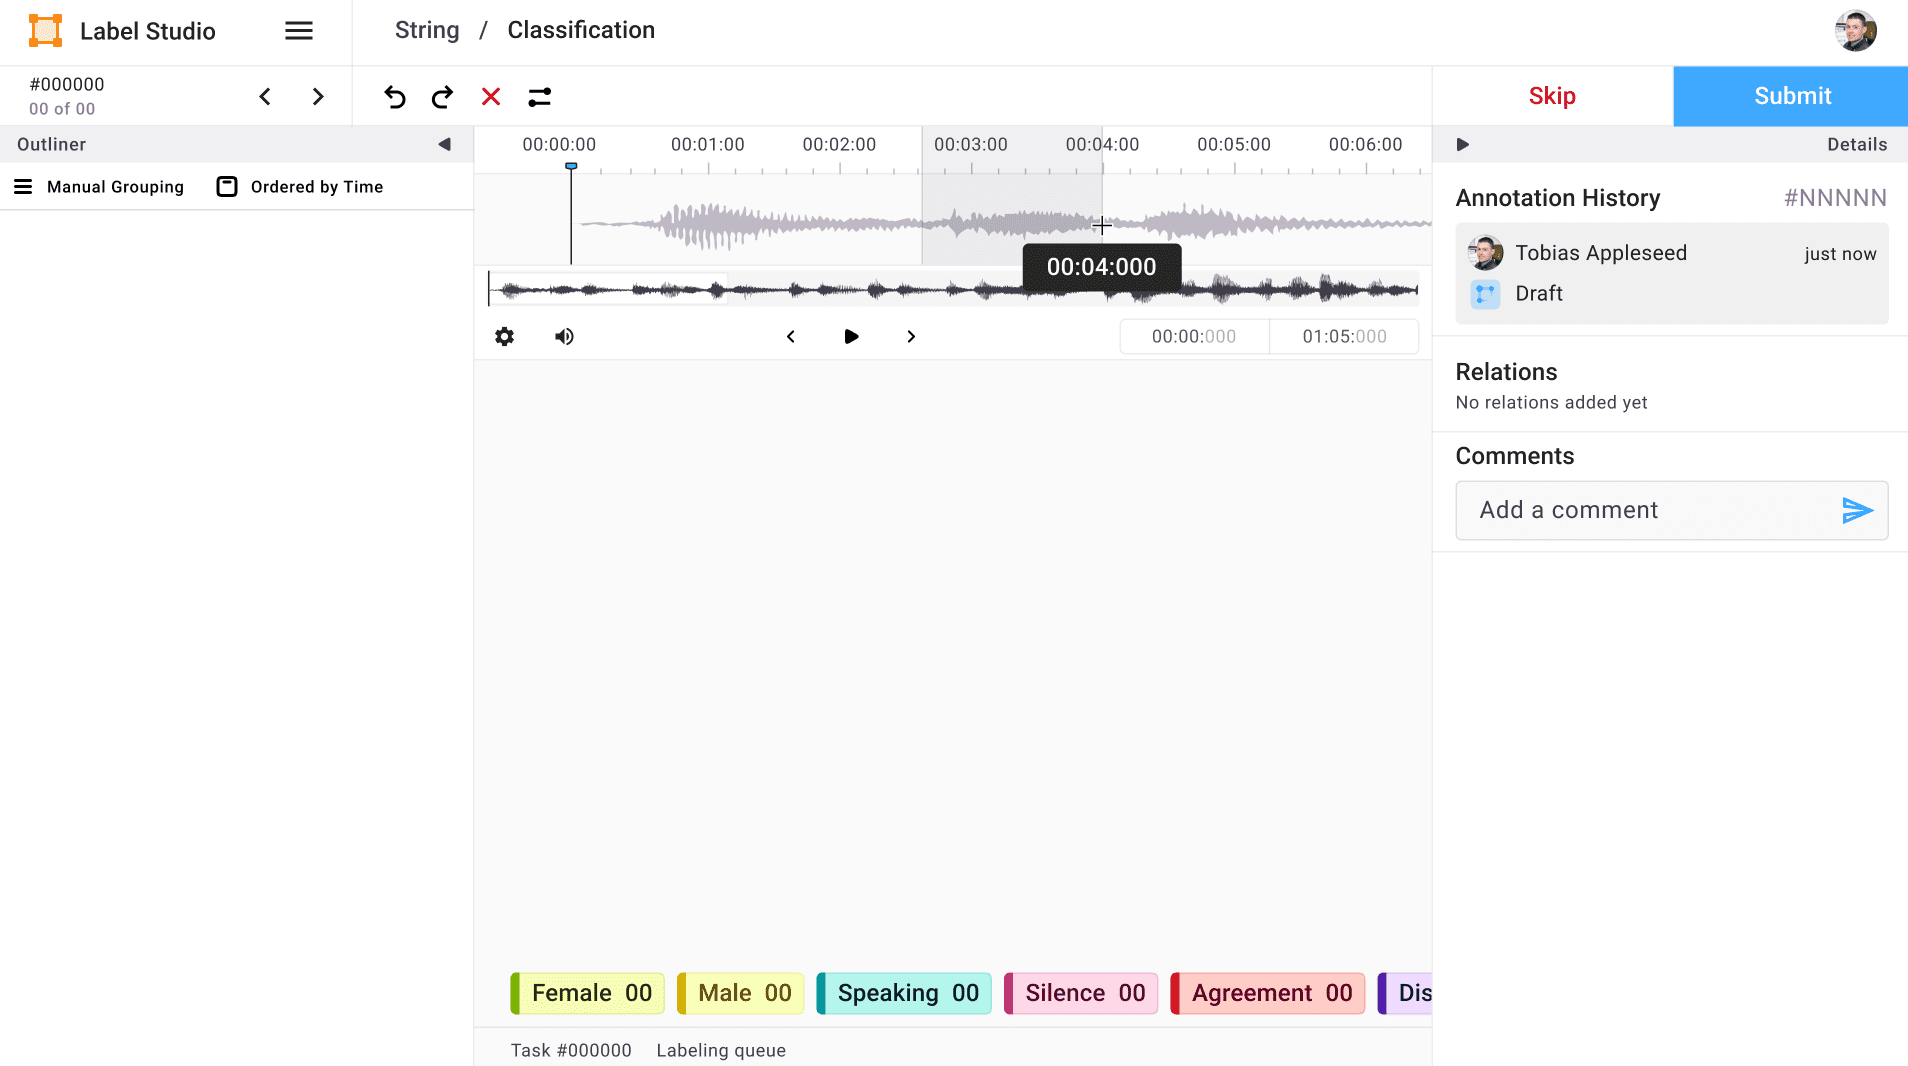 Label Studio
String / Classification
#000000
00 of 00
Skip
Submit
Outliner
00:00:00 00:01:00 00:02:00 00:03:00 00:04:00 00:05:00 00:06:00
Details
Manual Grouping
Ordered by Time
Annotation History #NNNNN
Tobias Appleseed just now
Draft
00:04:000
00:00:000 01:05:000
Relations
No relations added yet
Comments
Add a comment
Female 00 Male 00 Speaking 00 Silence 00 Agreement 00 Dis
Task #000000 Labeling queue